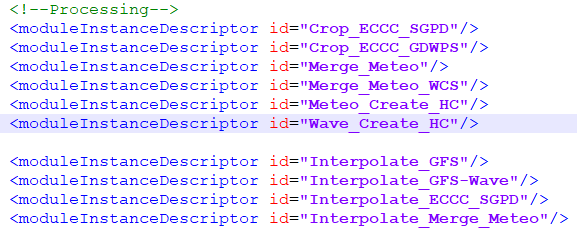 <!--Processing-->
<moduleInstanceDescriptor id="Crop_ECCC_SGPD"/>
<moduleInstanceDescriptor id="Crop_ECCC_GDWPS"/>
<moduleInstanceDescriptor id="Merge_Meteo"/>
<moduleInstanceDescriptor id="Merge_Meteo_WCS"/>
<moduleInstanceDescriptor id="Meteo_Create_HC"/>
<moduleInstanceDescriptor id="Wave_Create_HC"/>
<moduleInstanceDescriptor id="Interpolate_GFS"/>
<moduleInstanceDescriptor id="Interpolate_GFS-Wave"/>
<moduleInstanceDescriptor id="Interpolate_ECCC_SGPD"/>
<moduleInstanceDescriptor id="Interpolate_Merge_Meteo"/>